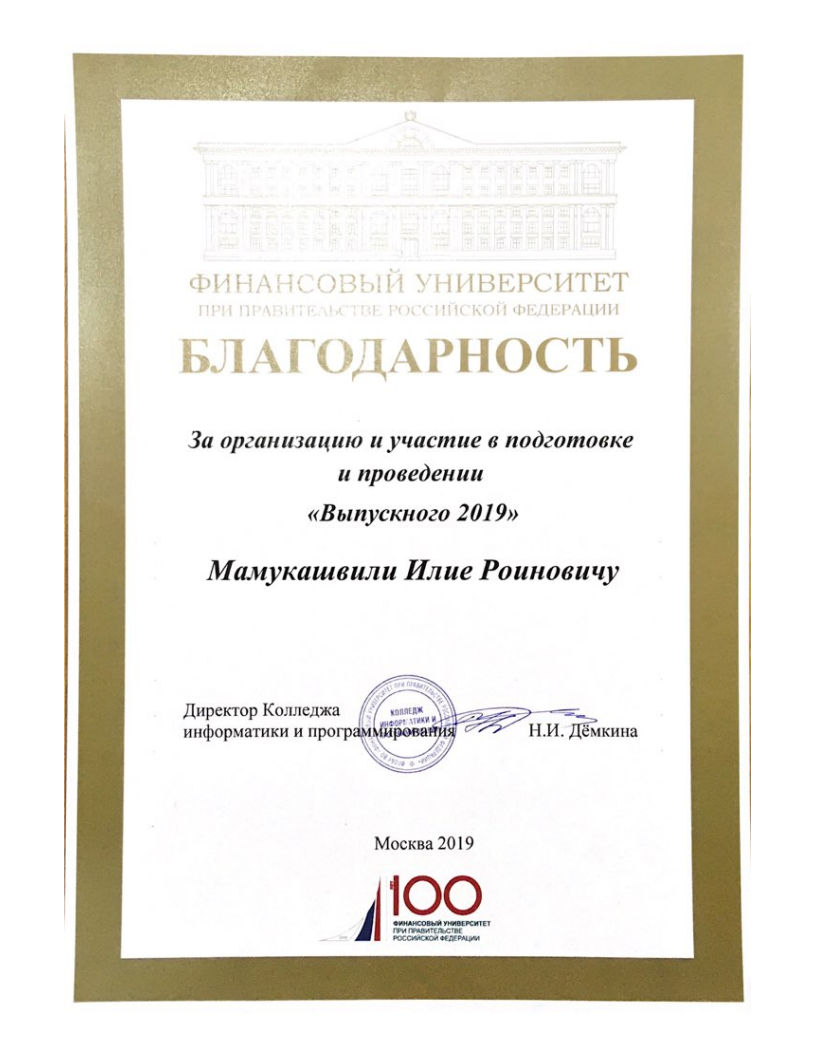 ФИНАНСОВЫЙ УНИВЕРСИТЕТ
ПРИ ПРАВИТЕЛЬСТВЕ РОССИЙСКОЙ ФЕДЕРАЦИИ
БЛАГОДАРНОСТЬ
За организацию и участие в подготовке
и проведении
«Выпускного 2019»
Мамукашвили Илие Роиновичу
Директор Колледжа
информатики и программирования
Н.И. Дёмкина
КОЛЛЕДЖ
ИНФОРМАТИКИ И
Москва 2019
ЛЕТ
100
ФИНАНСОВЫЙ УНИВЕРСИТЕТ
ПРИ ПРАВИТЕЛЬСТВЕ
РОССИЙСКОЙ ФЕДЕРАЦИИ